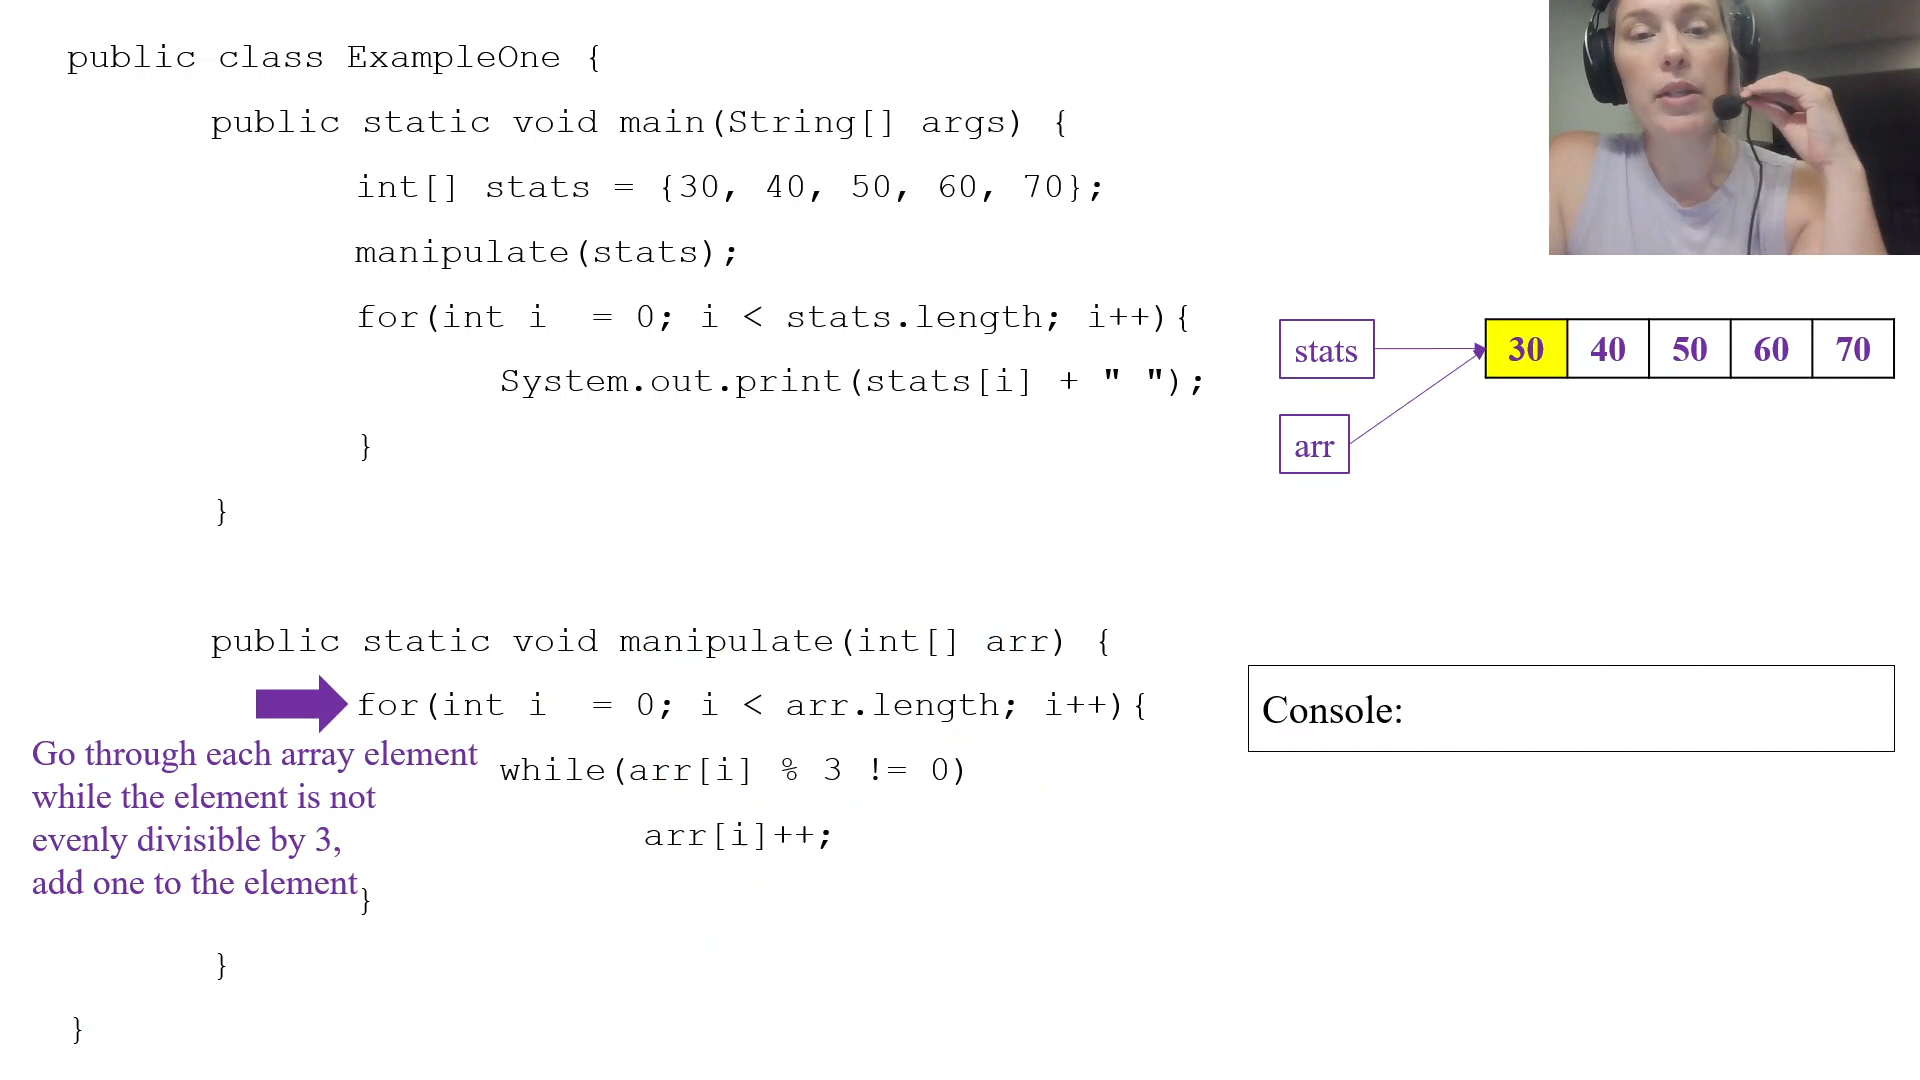 public class ExampleOne {
public static void main(String[] args) {
int[] stats = {30, 40, 50, 60, 70};
manipulate(stats);
for(int i  = 0; i < stats.length; i++){
System.out.print(stats[i] + " ");
}
}
public static void manipulate(int[] arr) {
for(int i  = 0; i < arr.length; i++){
while(arr[i] % 3 != 0)
arr[i]++;
}
}
}
Go through each array element
while the element is not
evenly divisible by 3,
add one to the element
stats
30 40 50 60 70
arr
Console: